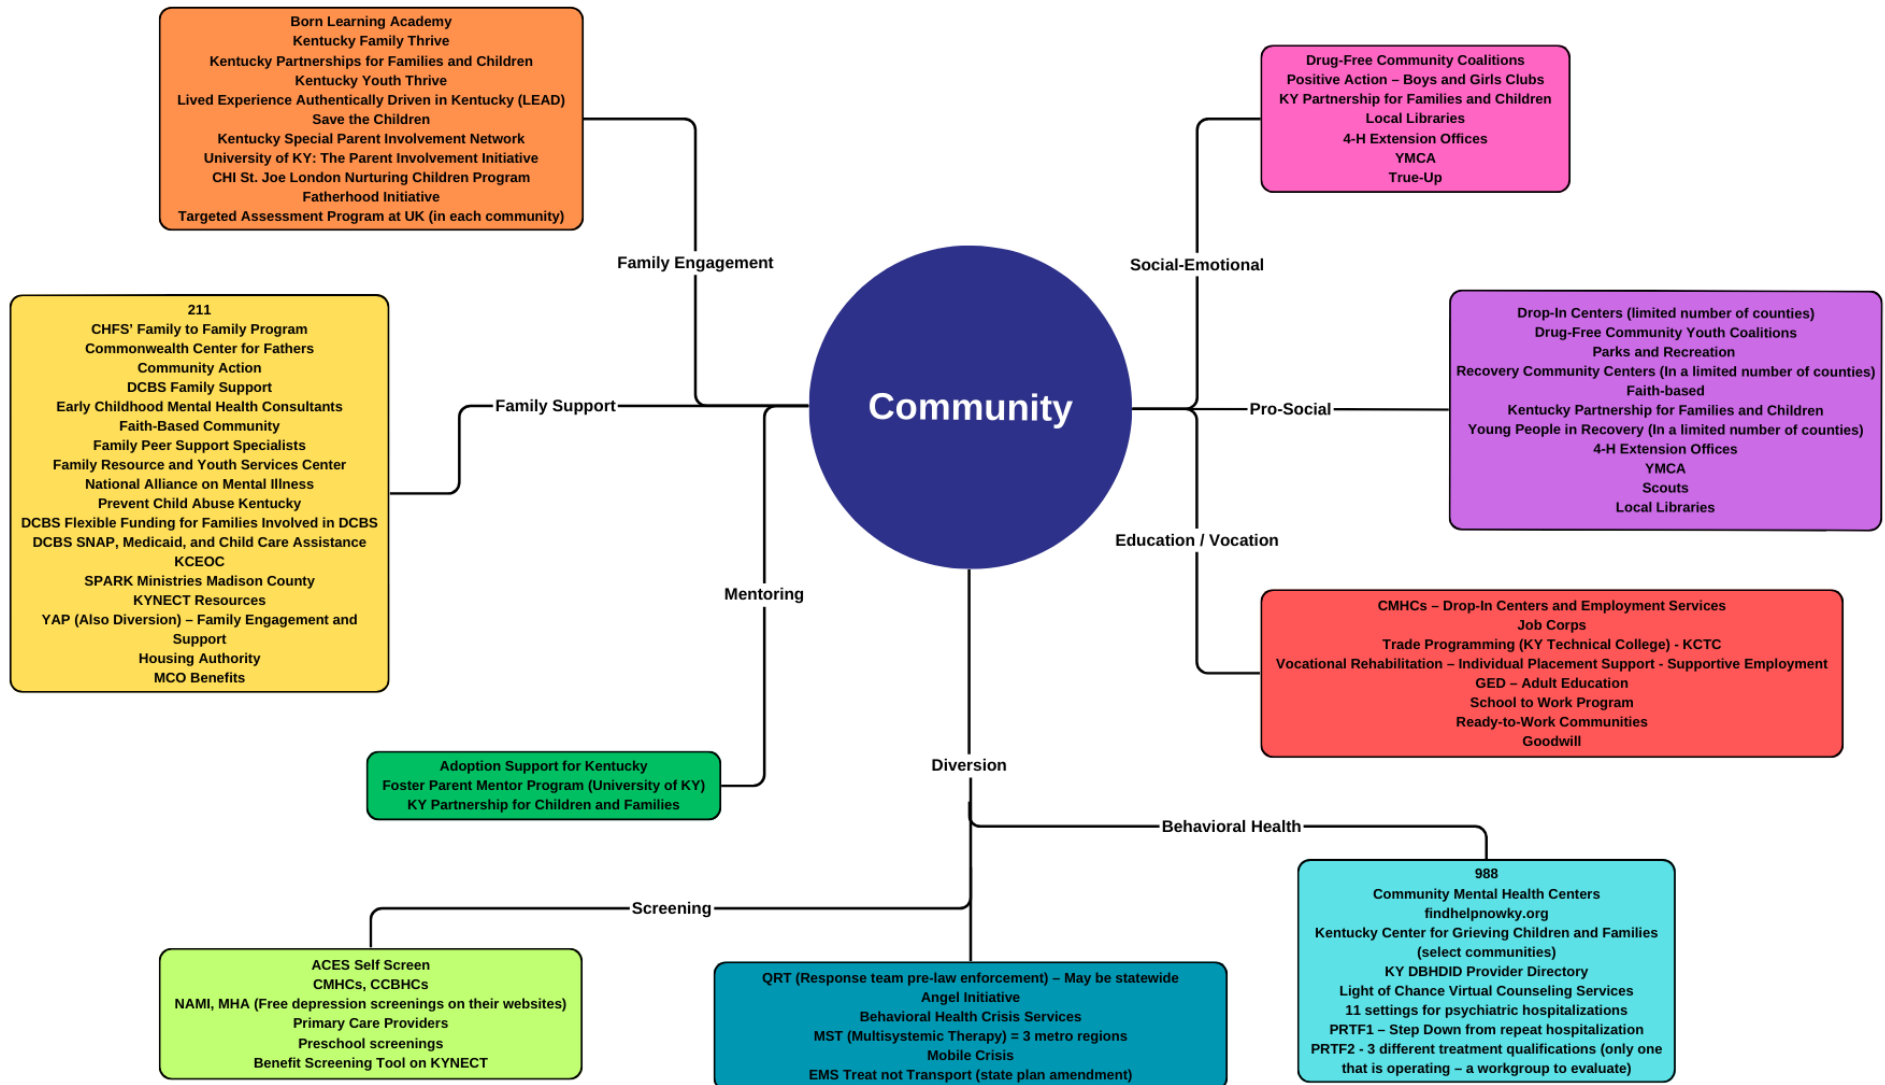 Born Learning Academy
Kentucky Family Thrive
Kentucky Partnerships for Families and Children
Kentucky Youth Thrive
Lived Experience Authentically Driven in Kentucky (LEAD)
Save the Children
Kentucky Special Parent Involvement Network
University of KY: The Parent Involvement Initiative
CHI St. Joe London Nurturing Children Program
Fatherhood Initiative
Targeted Assessment Program at UK (in each community)
Drug-Free Community Coalitions
Positive Action – Boys and Girls Clubs
KY Partnership for Families and Children
Local Libraries
4-H Extension Offices
YMCA
True-Up
Family Engagement
Social-Emotional
211
CHFS' Family to Family Program
Commonwealth Center for Fathers
Community Action
DCBS Family Support
Early Childhood Mental Health Consultants
Faith-Based Community
Family Peer Support Specialists
Family Resource and Youth Services Center
National Alliance on Mental Illness
Prevent Child Abuse Kentucky
DCBS Flexible Funding for Families Involved in DCBS
DCBS SNAP, Medicaid, and Child Care Assistance
KCEOC
SPARK Ministries Madison County
KYNECT Resources
YAP (Also Diversion) – Family Engagement and
Support
Housing Authority
MCO Benefits
Family Support
Community
Pro-Social
Drop-In Centers (limited number of counties)
Drug-Free Community Youth Coalitions
Parks and Recreation
Recovery Community Centers (In a limited number of counties)
Faith-based
Kentucky Partnership for Families and Children
Young People in Recovery (In a limited number of counties)
4-H Extension Offices
YMCA
Scouts
Local Libraries
Education / Vocation
Mentoring
CMHCs – Drop-In Centers and Employment Services
Job Corps
Trade Programming (KY Technical College) - KCTC
Vocational Rehabilitation – Individual Placement Support - Supportive Employment
GED – Adult Education
School to Work Program
Ready-to-Work Communities
Goodwill
Adoption Support for Kentucky
Foster Parent Mentor Program (University of KY)
KY Partnership for Children and Families
Diversion
Behavioral Health
Screening
ACES Self Screen
CMHCs, CCBHCs
NAMI, MHA (Free depression screenings on their websites)
Primary Care Providers
Preschool screenings
Benefit Screening Tool on KYNECT
QRT (Response team pre-law enforcement) – May be statewide
Angel Initiative
Behavioral Health Crisis Services
MST (Multisystemic Therapy) = 3 metro regions
Mobile Crisis
EMS Treat not Transport (state plan amendment)
988
Community Mental Health Centers
findhelpnowky.org
Kentucky Center for Grieving Children and Families
(select communities)
KY DBHDID Provider Directory
Light of Chance Virtual Counseling Services
11 settings for psychiatric hospitalizations
PRTF1 – Step Down from repeat hospitalization
PRTF2 - 3 different treatment qualifications (only one
that is operating – a workgroup to evaluate)